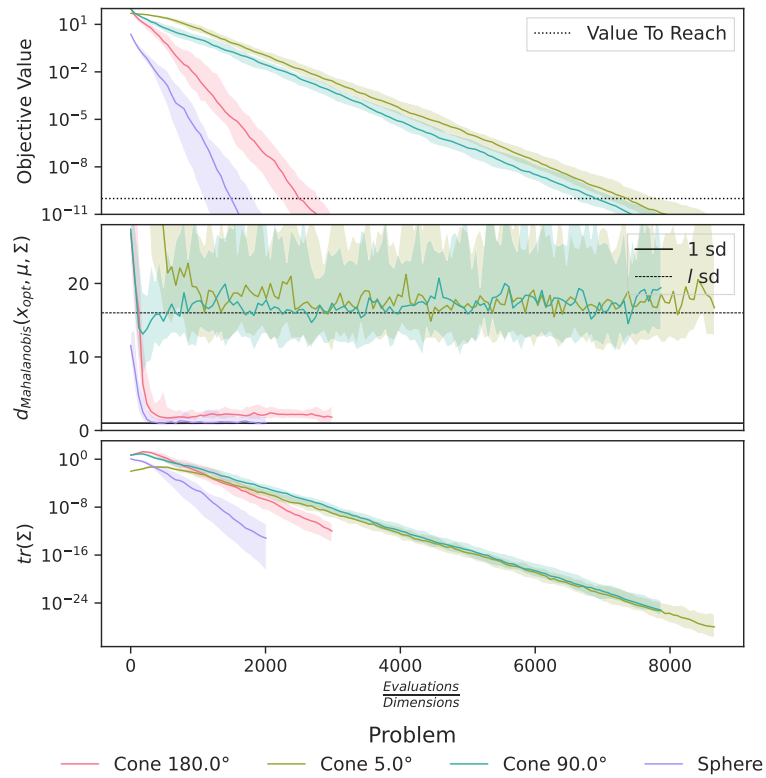 Objective Value
10^1
10^-2
10^-5
10^-8
10^-11
Value To Reach
d_Mahalanobis(x_opt, μ, Σ)
20
10
0
1 sd
l sd
tr(Σ)
10^0
10^-8
10^-16
10^-24
0 2000 4000 6000 8000
Evaluations
Dimensions
Problem
Cone 180.0° Cone 5.0° Cone 90.0° Sphere